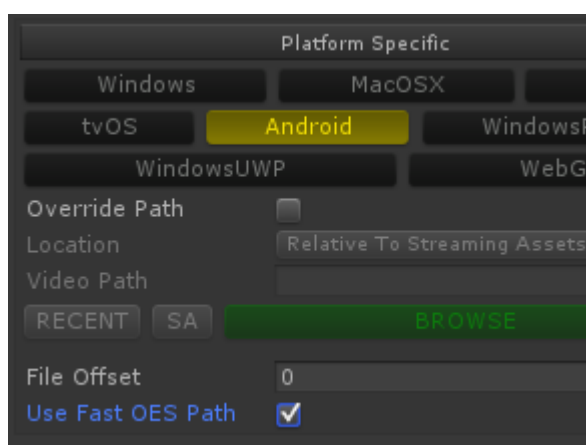 Platform Specific
Windows MacOSX
tvOS Android
WindowsUWP
Override Path
Location Relative To Streaming Assets
Video Path
RECENT SA BROWSE
File Offset 0
Use Fast OES Path